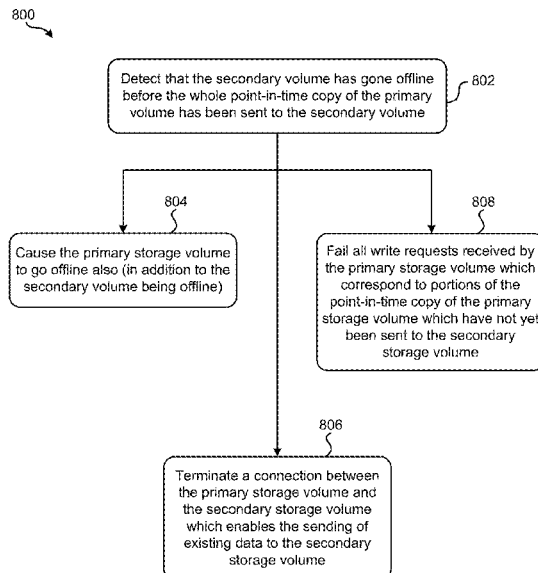 800
Detect that the secondary volume has gone offline
before the whole point-in-time copy of the primary
volume has been sent to the secondary volume
802
804
Cause the primary storage volume
to go offline also (in addition to the
secondary volume being offline)
808
Fail all write requests received by
the primary storage volume which
correspond to portions of the
point-in-time copy of the primary
storage volume which have not yet
been sent to the secondary
storage volume
806
Terminate a connection between
the primary storage volume and
the secondary storage volume
which enables the sending of
existing data to the secondary
storage volume